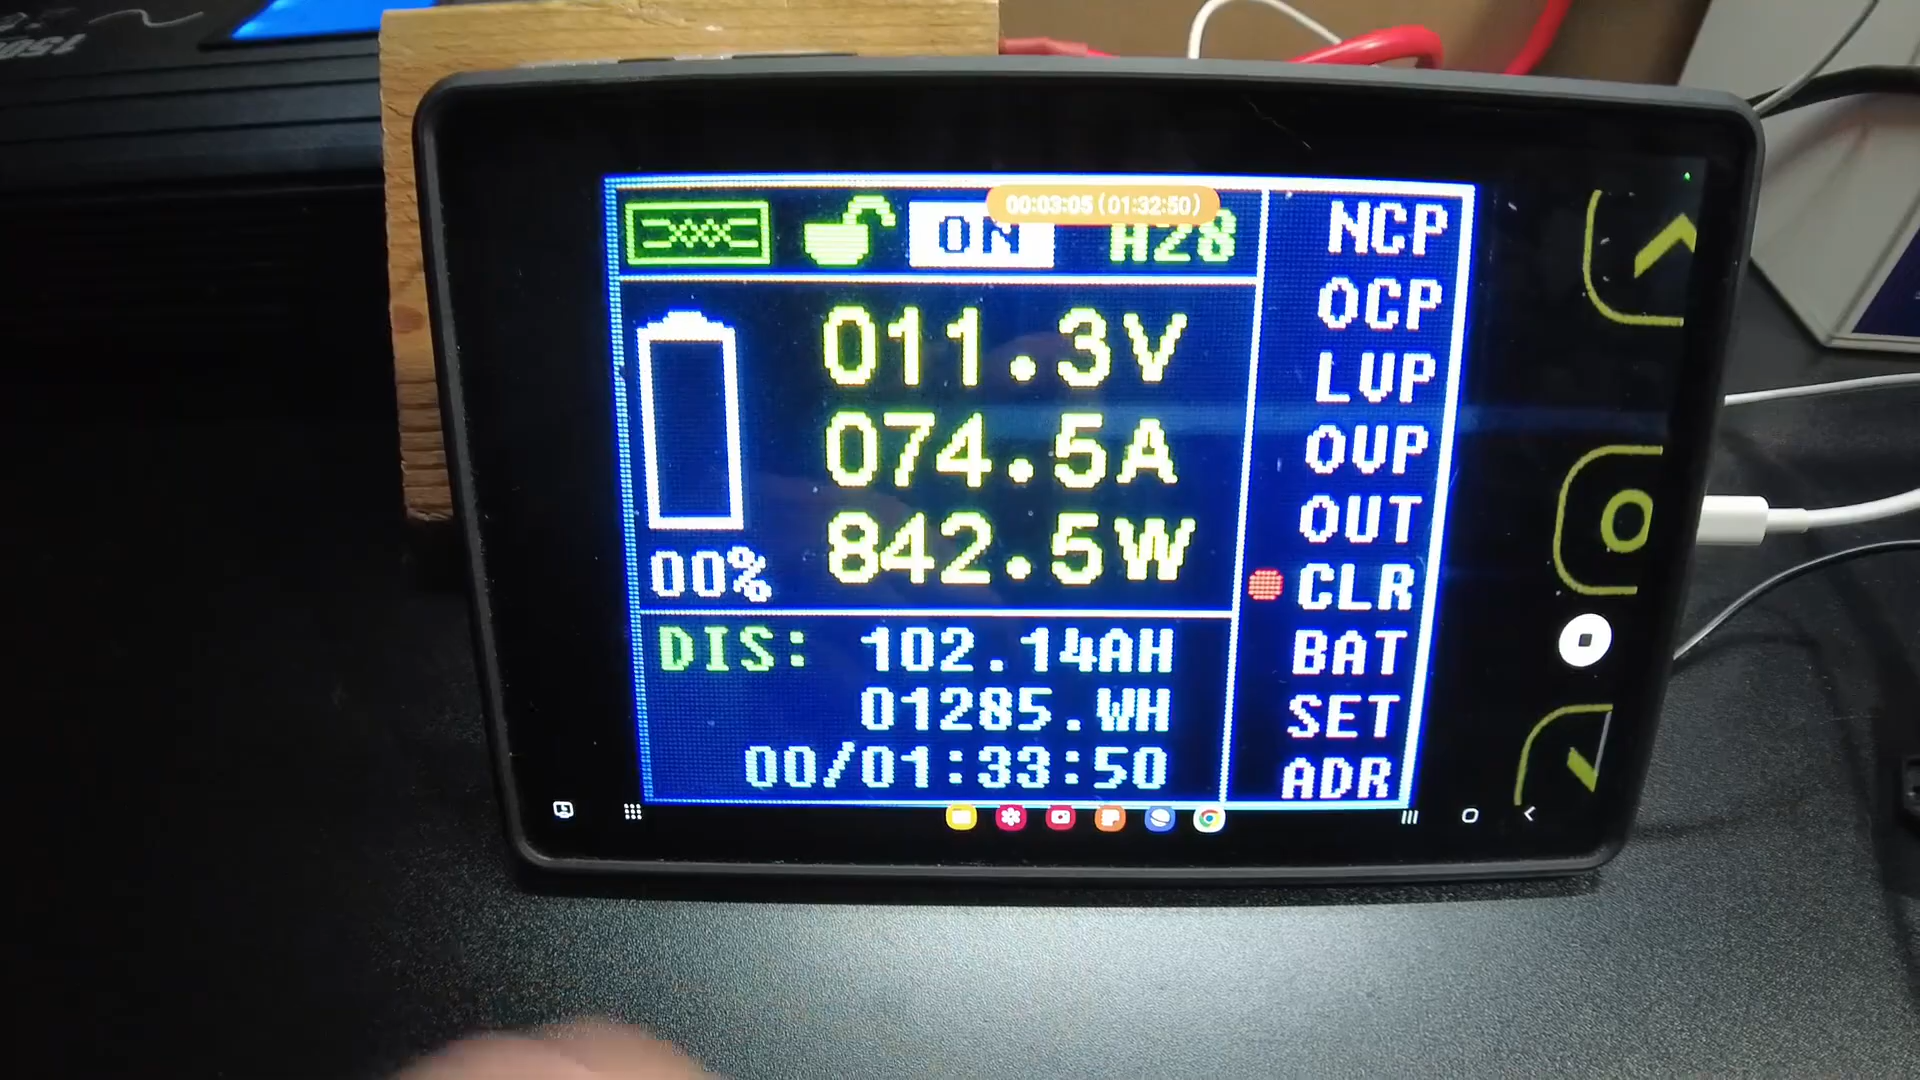 150
00:03:05(01:32:50)
ON
H28
011.3V
074.5A
842.5W
00%
DIS: 102.14AH
01285.WH
00/01:33:50
NCP
OCP
LVP
OVP
OUT
CLR
BAT
SET
ADR